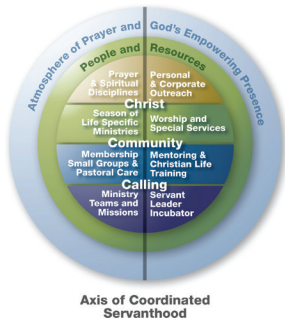 Atmosphere of Prayer and God's Empowering Presence
People and Resources
Prayer
& Spiritual
Disciplines
Personal
& Corporate
Outreach
Christ
Season of
Life Specific
Ministries
Worship and
Special Services
Community
Membership
Small Groups &
Pastoral Care
Mentoring &
Christian Life
Training
Calling
Ministry
Teams and
Missions
Servant
Leader
Incubator
Axis of Coordinated
Servanthood